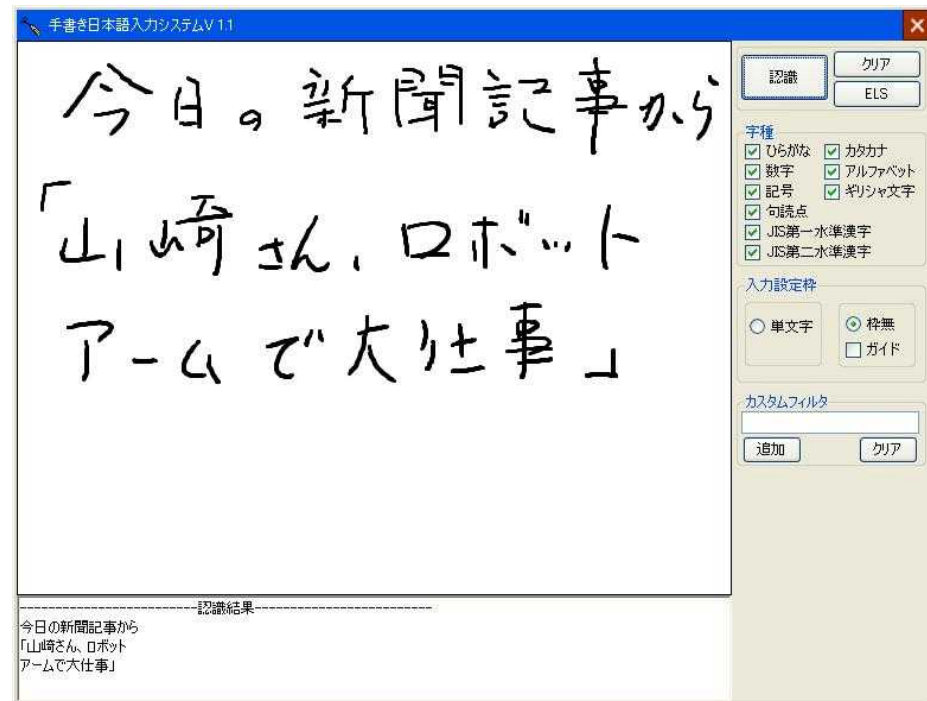 手書き日本語入力システムV 1.1
今日の新聞記事から
「山崎さん、ロボット
アームで大仕事」
認識
クリア
ELS
字種
ひらがな カタカナ
数字 アルファベット
記号 ギリシャ文字
句読点
JIS第一水準漢字
JIS第二水準漢字
入力設定枠
単文字 枠無
ガイド
カスタムフィルタ
追加 クリア
-------------------------認識結果-------------------------
今日の新聞記事から
「山崎さん、ロボット
アームで大仕事」